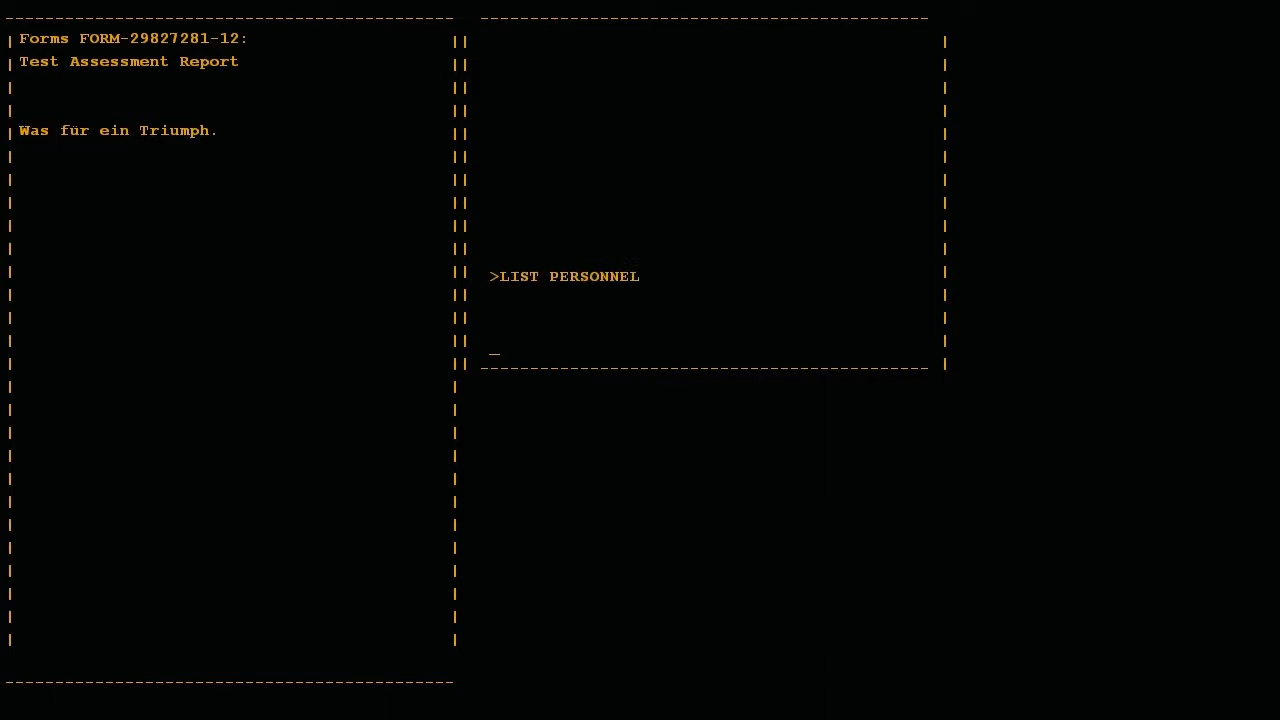 Forms FORM-29827281-12:
Test Assessment Report
Was für ein Triumph.
>LIST PERSONNEL
_